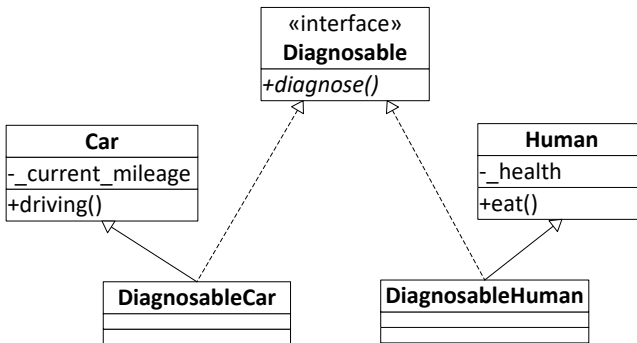 «interface»
Diagnosable
+diagnose()
Car
-_current_mileage
+driving()
Human
-_health
+eat()
DiagnosableCar
DiagnosableHuman